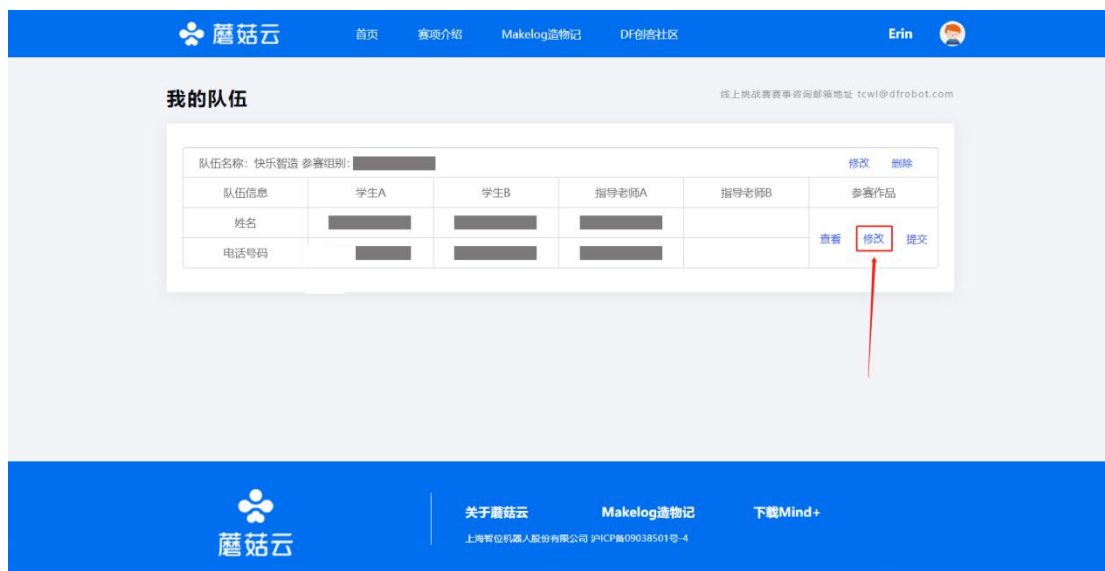 蘑菇云 首页 赛项介绍 Makelog造物记 DF创客社区 Erin
我的队伍 线上挑战赛赛事咨询邮箱地址 tcwl@dfrobot.com
队伍名称：快乐智造 参赛组别： 修改 删除
队伍信息 学生A 学生B 指导老师A 指导老师B 参赛作品
姓名
查看 修改 提交
电话号码
关于蘑菇云 Makelog造物记 下载Mind+
上海智位机器人股份有限公司 沪ICP备09038501号-4
蘑菇云